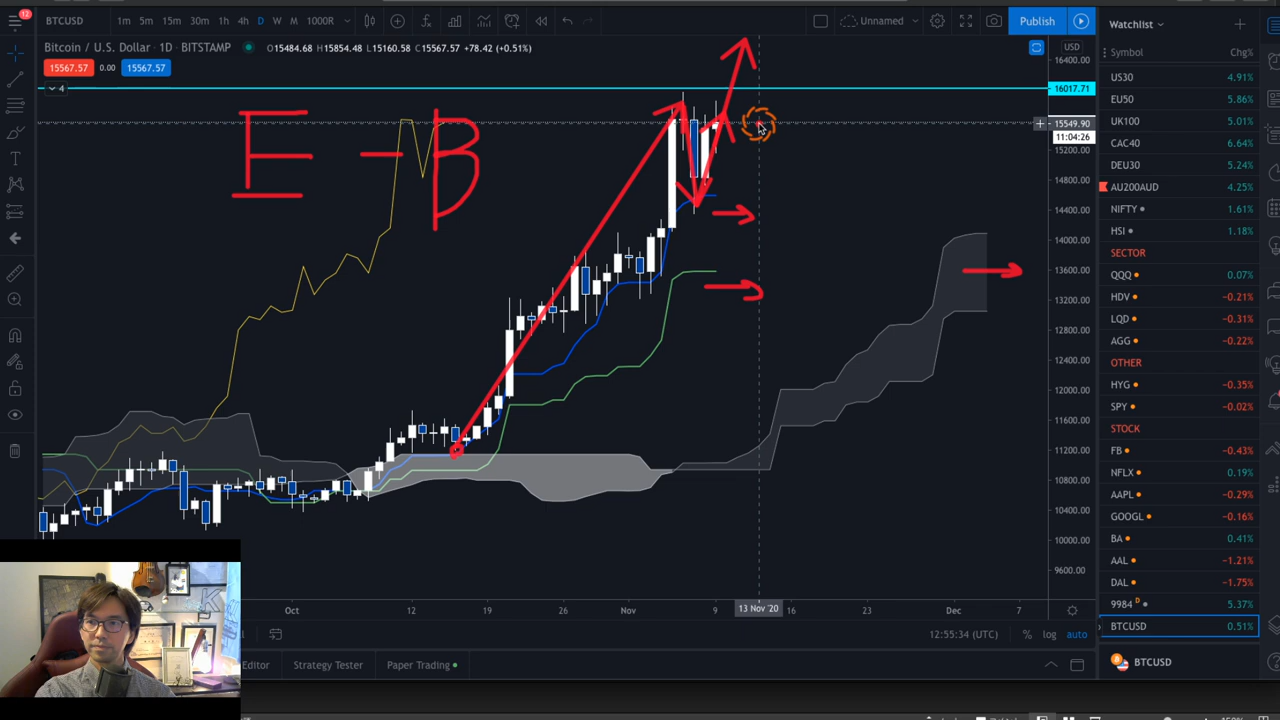 12
BTCUSD 1m 5m 15m 30m 1h 4h D W M 1000R Unnamed Publish
Watchlist
Bitcoin / U.S. Dollar · 1D · BITSTAMP O15484.68 H15854.48 L15160.58 C15567.57 +78.42 (+0.51%)
USD
Symbol Chg%
15567.57 0.00 15567.57
4
E - B
16400.00
16017.71
15549.90
11:04:26
15200.00
14800.00
14400.00
14000.00
13600.00
13200.00
12800.00
12400.00
12000.00
11600.00
11200.00
10800.00
10400.00
10000.00
9600.00
US30 4.91%
EU50 5.86%
UK100 5.01%
CAC40 6.64%
DEU30 5.24%
AU200AUD 4.25%
NIFTY 1.61%
HSI 1.18%
SECTOR
QQQ 0.07%
HDV −0.21%
LQD −0.31%
AGG −0.22%
OTHER
HYG −0.35%
SPY −0.02%
STOCK
FB −0.43%
NFLX 0.19%
AAPL −0.29%
GOOGL −0.16%
BA 0.41%
AAL −1.21%
DAL −1.75%
9984 D 5.37%
BTCUSD 0.51%
Oct 12 19 26 Nov 9 13 Nov '20 16 23 Dec 7
12:55:34 (UTC) % log auto
Editor Strategy Tester Paper Trading
BTCUSD